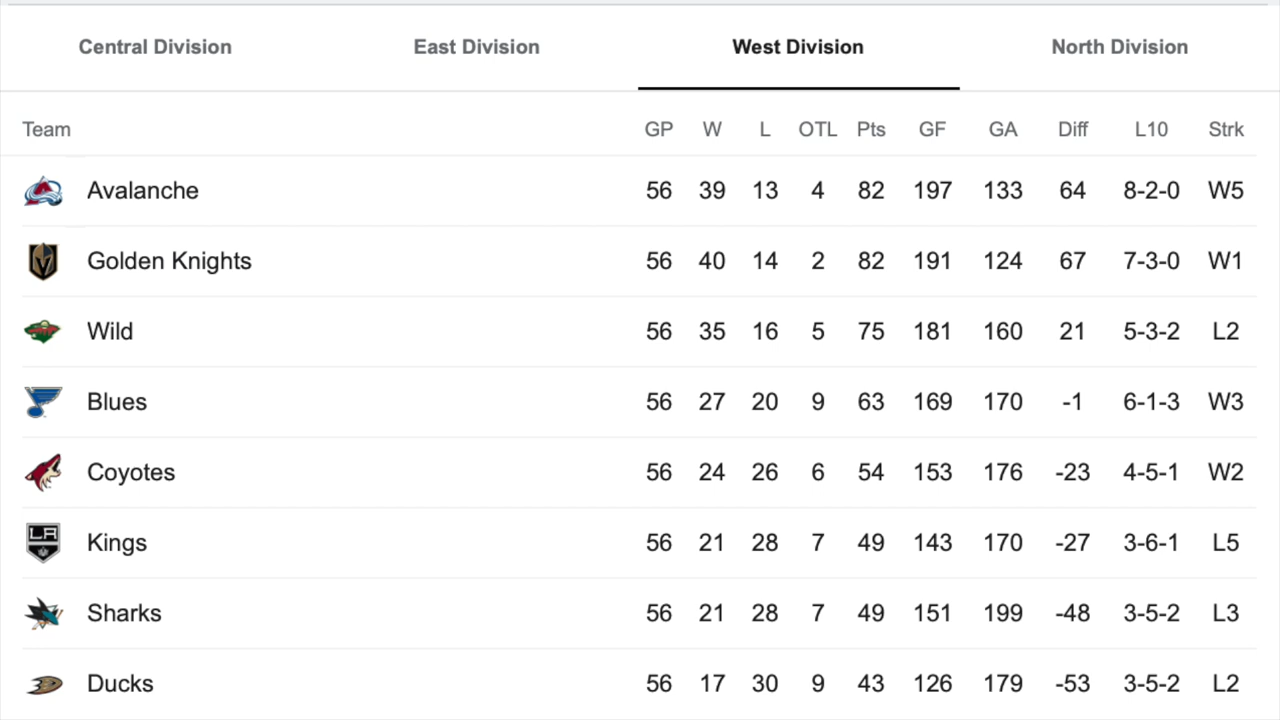 Central Division East Division West Division North Division
Team GP W L OTL Pts GF GA Diff L10 Strk
Avalanche 56 39 13 4 82 197 133 64 8-2-0 W5
Golden Knights 56 40 14 2 82 191 124 67 7-3-0 W1
Wild 56 35 16 5 75 181 160 21 5-3-2 L2
Blues 56 27 20 9 63 169 170 -1 6-1-3 W3
Coyotes 56 24 26 6 54 153 176 -23 4-5-1 W2
LA Kings 56 21 28 7 49 143 170 -27 3-6-1 L5
Sharks 56 21 28 7 49 151 199 -48 3-5-2 L3
Ducks 56 17 30 9 43 126 179 -53 3-5-2 L2